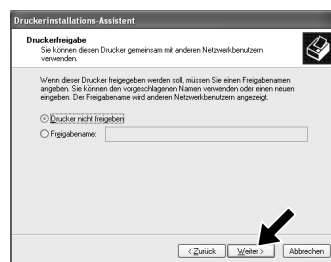 Druckerinstallations-Assistent
Druckerfreigabe
Sie können diesen Drucker gemeinsam mit anderen Netzwerkbenutzern
verwenden.
Wenn dieser Drucker freigegeben werden soll, müssen Sie einen Freigabenamen
angeben. Sie können den vorgeschlagenen Namen verwenden oder einen neuen
eingeben. Der Freigabename wird anderen Netzwerkbenutzern angezeigt.
Drucker nicht freigeben
Freigabename:
< Zurück Weiter > Abbrechen